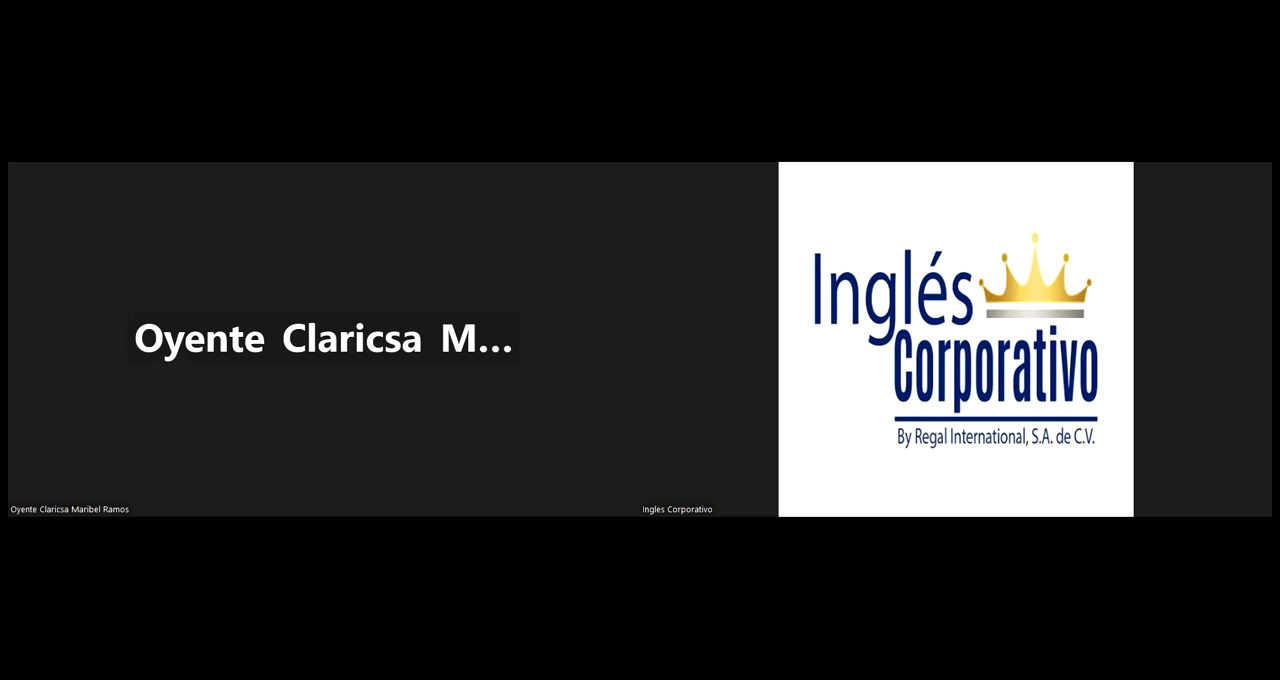 Oyente Claricsa M...
Oyente Claricsa Maribel Ramos
Inglés
Corporativo
By Regal International, S.A. de C.V.
Ingles Corporativo